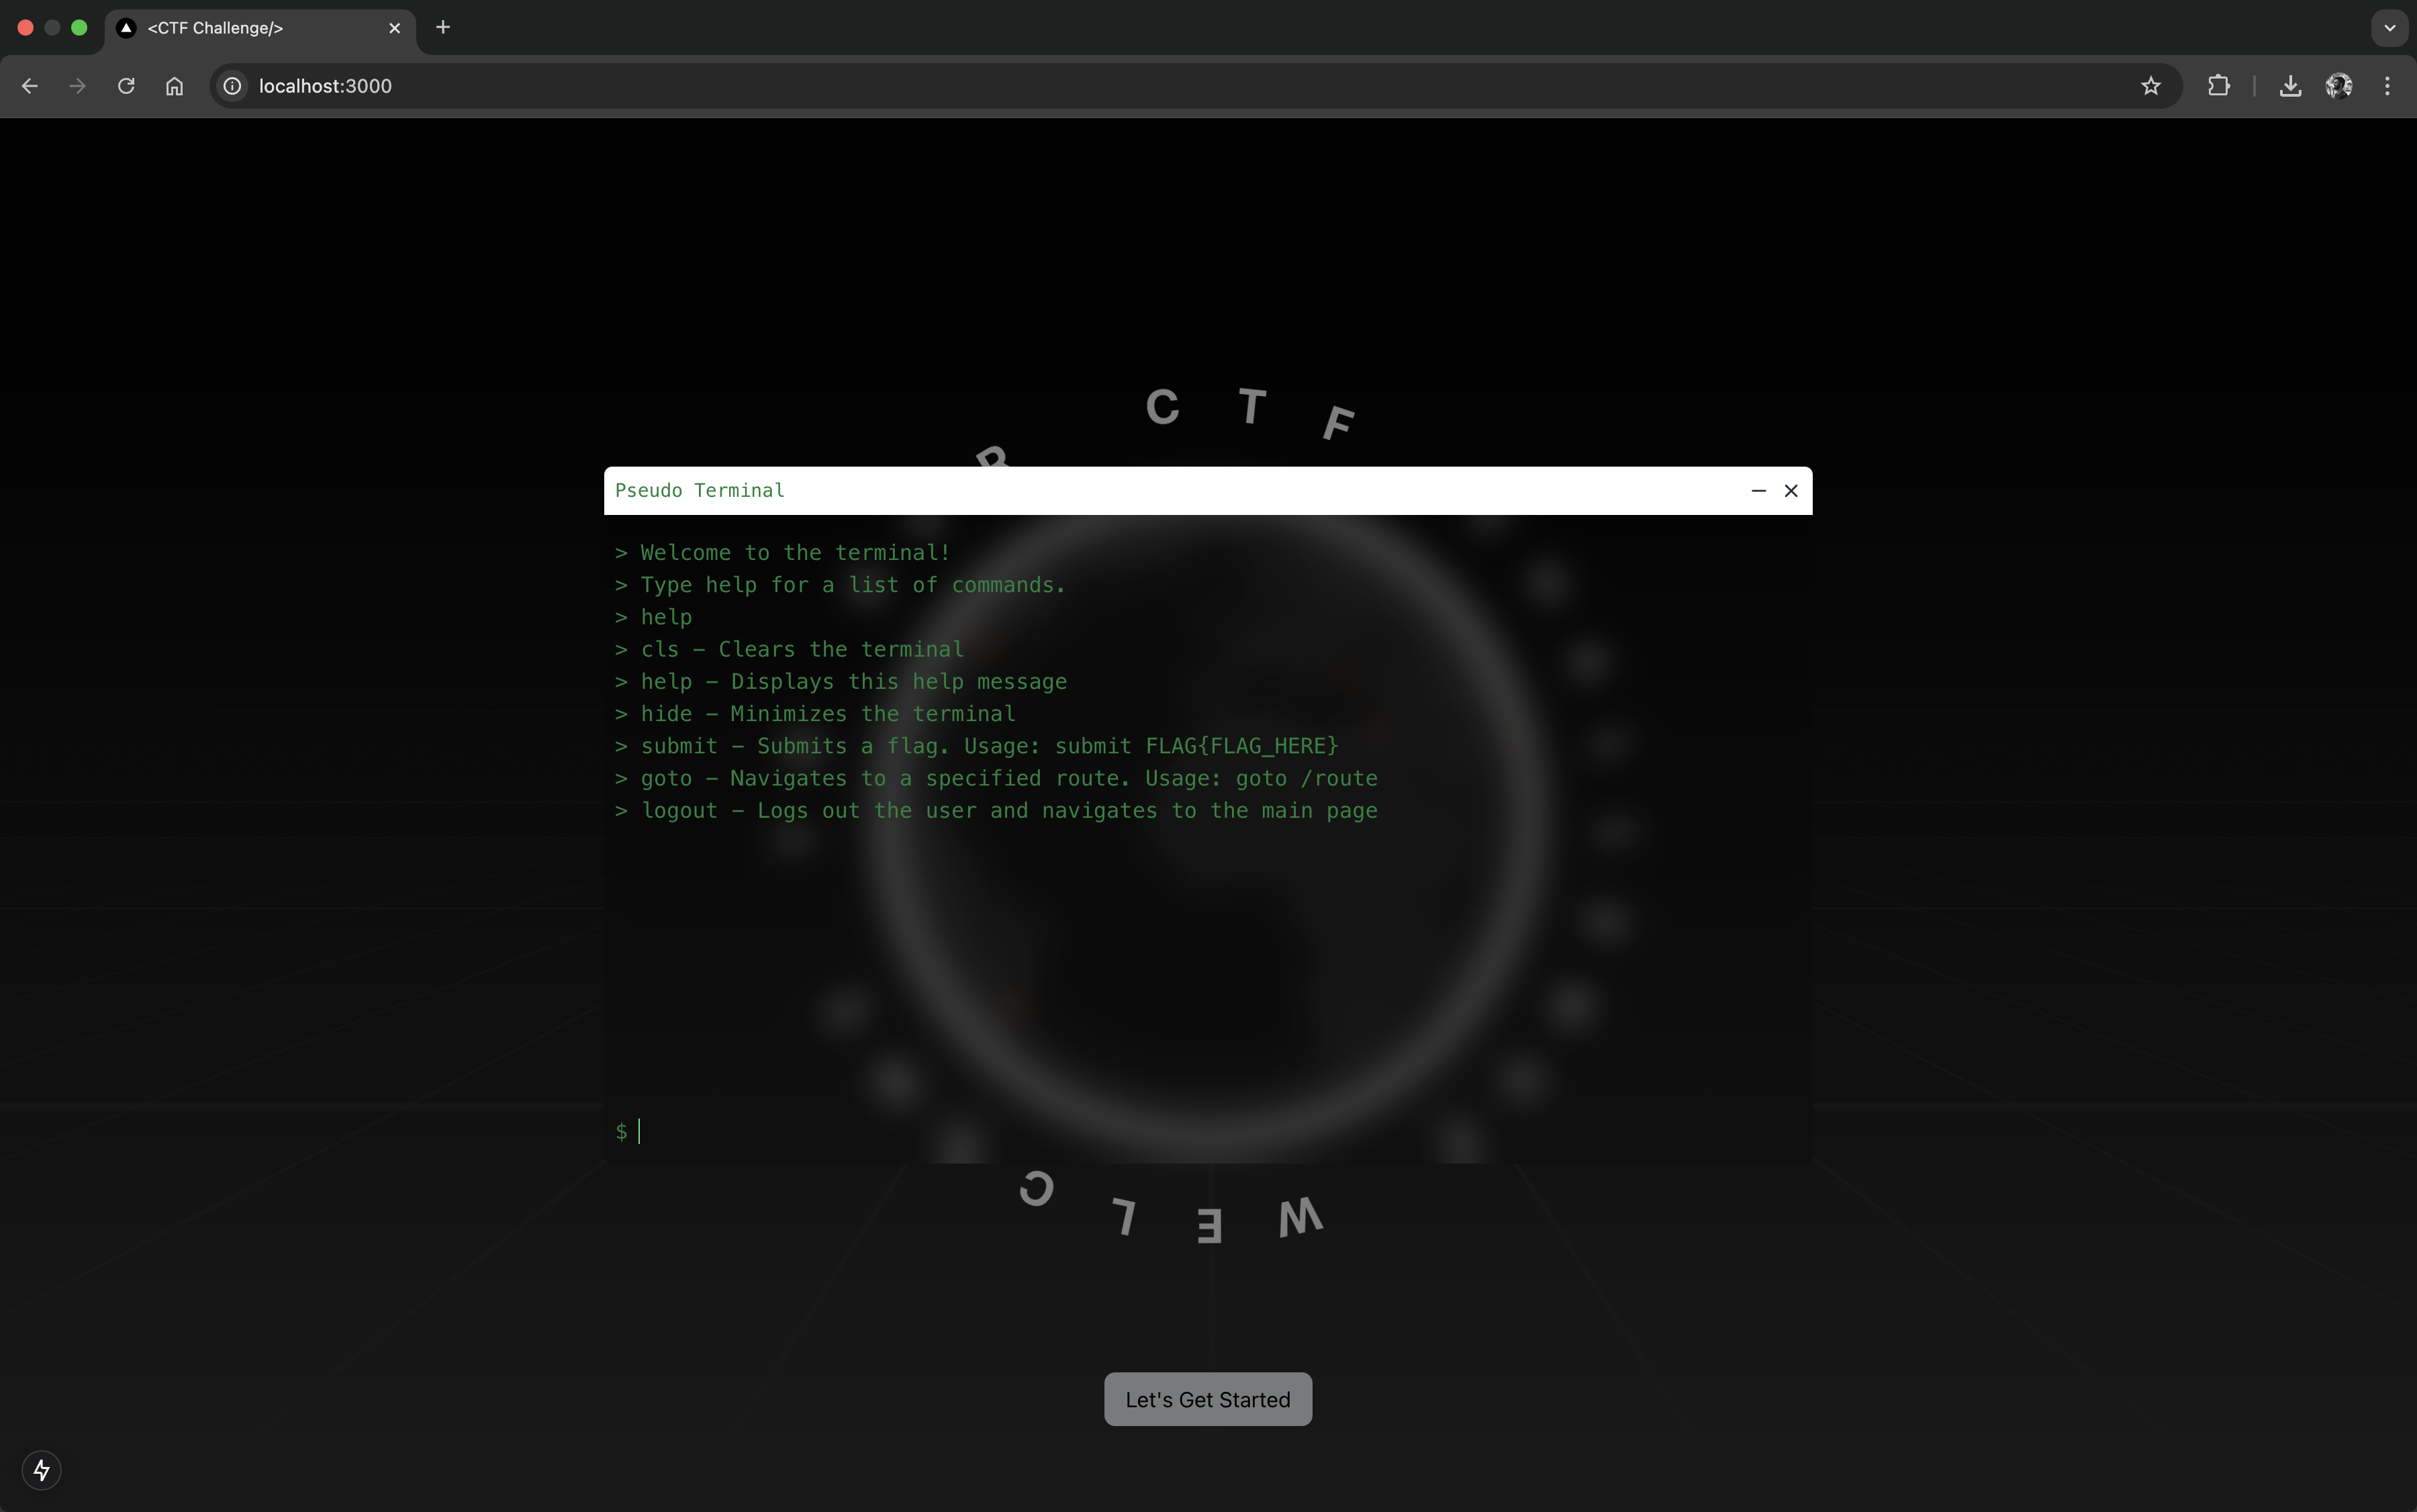 <CTF Challenge/>
localhost:3000
C T F
R
Pseudo Terminal
> Welcome to the terminal!
> Type help for a list of commands.
> help
> cls – Clears the terminal
> help – Displays this help message
> hide – Minimizes the terminal
> submit – Submits a flag. Usage: submit FLAG{FLAG_HERE}
> goto – Navigates to a specified route. Usage: goto /route
> logout – Logs out the user and navigates to the main page
$
W E L C
Let's Get Started